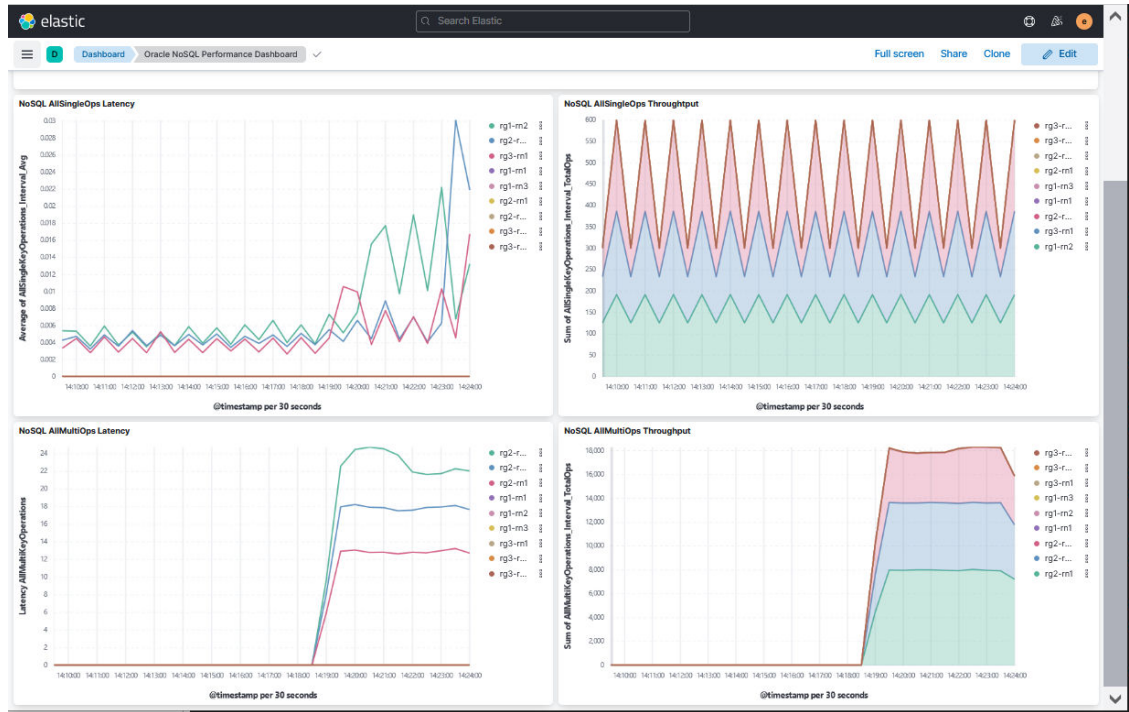 elastic
Search Elastic
e
D
Dashboard
Oracle NoSQL Performance Dashboard
Full screen
Share
Clone
Edit
NoSQL AllSingleOps Latency
Average of AllSingleKeyOperations_Interval_Avg
0.03
0.028
0.026
0.024
0.022
0.02
0.018
0.016
0.014
0.012
0.01
0.008
0.006
0.004
0.002
0
14:10:00 14:11:00 14:12:00 14:13:00 14:14:00 14:15:00 14:16:00 14:17:00 14:18:00 14:19:00 14:20:00 14:21:00 14:22:00 14:23:00 14:24:00
@timestamp per 30 seconds
rg1-rn2
rg2-r...
rg3-rn1
rg1-rn1
rg1-rn3
rg2-rn1
rg2-r...
rg3-r...
rg3-r...
NoSQL AllSingleOps Throughtput
Sum of AllSingleKeyOperations_Interval_TotalOps
600
550
500
450
400
350
300
250
200
150
100
50
0
14:10:00 14:11:00 14:12:00 14:13:00 14:14:00 14:15:00 14:16:00 14:17:00 14:18:00 14:19:00 14:20:00 14:21:00 14:22:00 14:23:00 14:24:00
@timestamp per 30 seconds
rg3-r...
rg3-r...
rg2-r...
rg2-rn1
rg1-rn3
rg1-rn1
rg2-r...
rg3-rn1
rg1-rn2
NoSQL AllMultiOps Latency
Latency AllMultiKeyOperations
24
22
20
18
16
14
12
10
8
6
4
2
0
14:10:00 14:11:00 14:12:00 14:13:00 14:14:00 14:15:00 14:16:00 14:17:00 14:18:00 14:19:00 14:20:00 14:21:00 14:22:00 14:23:00 14:24:00
@timestamp per 30 seconds
rg2-r...
rg2-r...
rg2-rn1
rg1-rn1
rg1-rn2
rg1-rn3
rg3-rn1
rg3-r...
rg3-r...
NoSQL AllMultiOps Throughput
Sum of AllMultiKeyOperations_Interval_TotalOps
18,000
16,000
14,000
12,000
10,000
8,000
6,000
4,000
2,000
0
14:10:00 14:11:00 14:12:00 14:13:00 14:14:00 14:15:00 14:16:00 14:17:00 14:18:00 14:19:00 14:20:00 14:21:00 14:22:00 14:23:00 14:24:00
@timestamp per 30 seconds
rg3-r...
rg3-r...
rg3-rn1
rg1-rn3
rg1-rn2
rg1-rn1
rg2-r...
rg2-r...
rg2-rn1